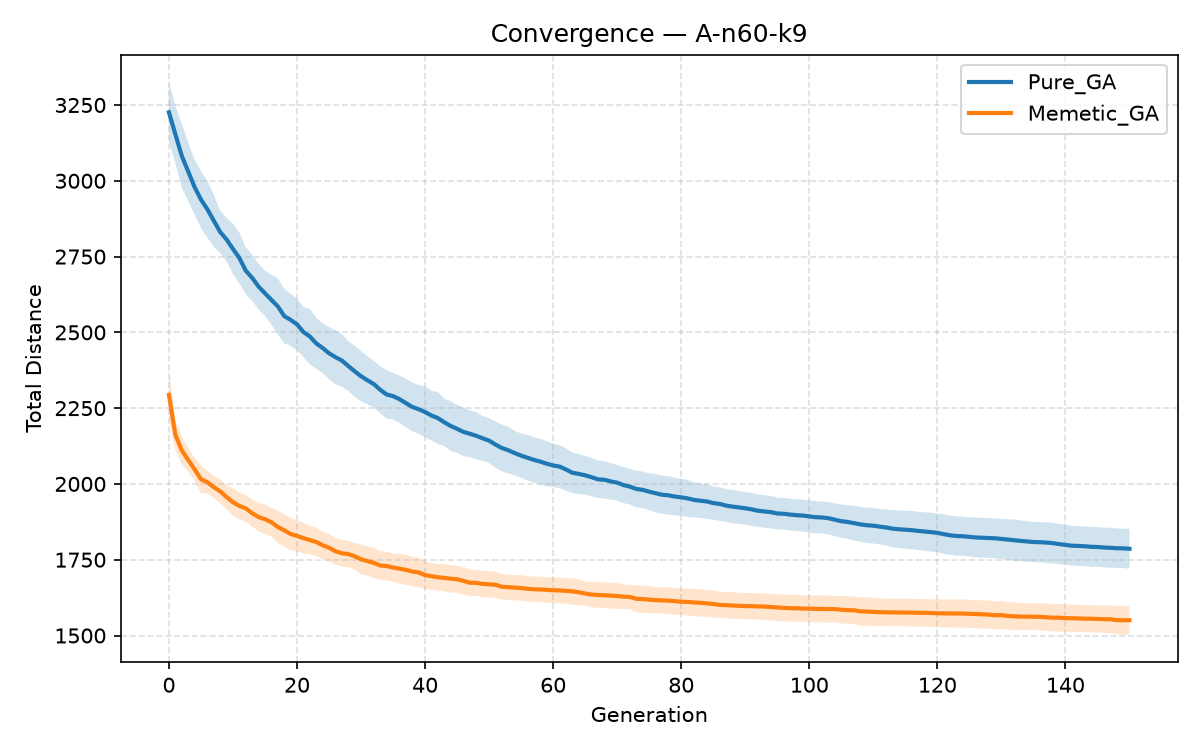 Convergence — A-n60-k9
Pure_GA
Memetic_GA
Total Distance
3250
3000
2750
2500
2250
2000
1750
1500
0 20 40 60 80 100 120 140
Generation